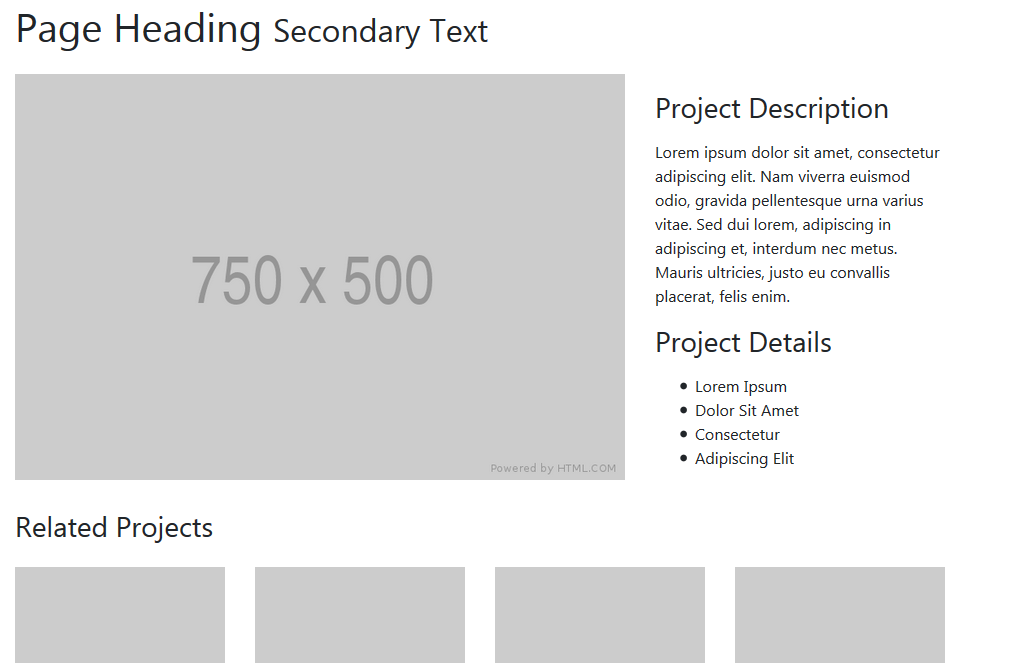 Page Heading Secondary Text
750 x 500
Powered by HTML.COM
Project Description
Lorem ipsum dolor sit amet, consectetur
adipiscing elit. Nam viverra euismod
odio, gravida pellentesque urna varius
vitae. Sed dui lorem, adipiscing in
adipiscing et, interdum nec metus.
Mauris ultricies, justo eu convallis
placerat, felis enim.
Project Details
• Lorem Ipsum
• Dolor Sit Amet
• Consectetur
• Adipiscing Elit
Related Projects